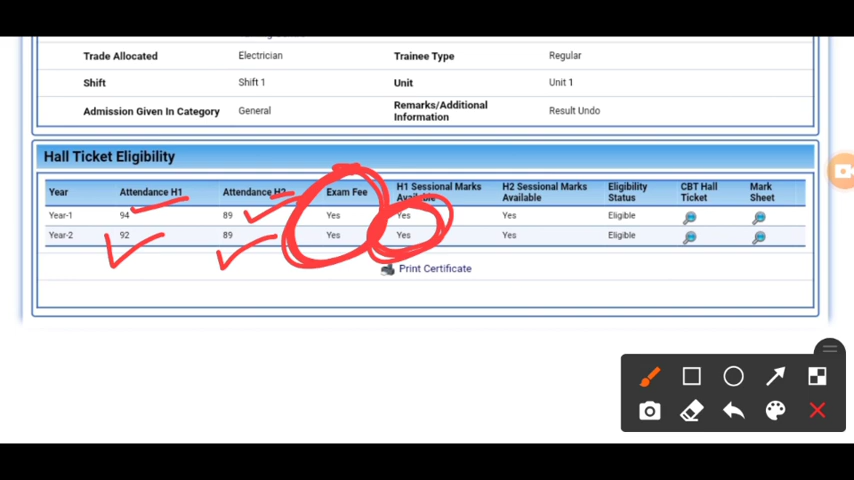 Trade Allocated Electrician Trainee Type Regular
Shift Shift 1 Unit Unit 1
Admission Given In Category General Remarks/Additional Information Result Undo
Hall Ticket Eligibility
Year Attendance H1 Attendance H2 Exam Fee H1 Sessional Marks Available H2 Sessional Marks Available Eligibility Status CBT Hall Ticket Mark Sheet
Year-1 94 89 Yes Yes Yes Eligible
Year-2 92 89 Yes Yes Yes Eligible
Print Certificate